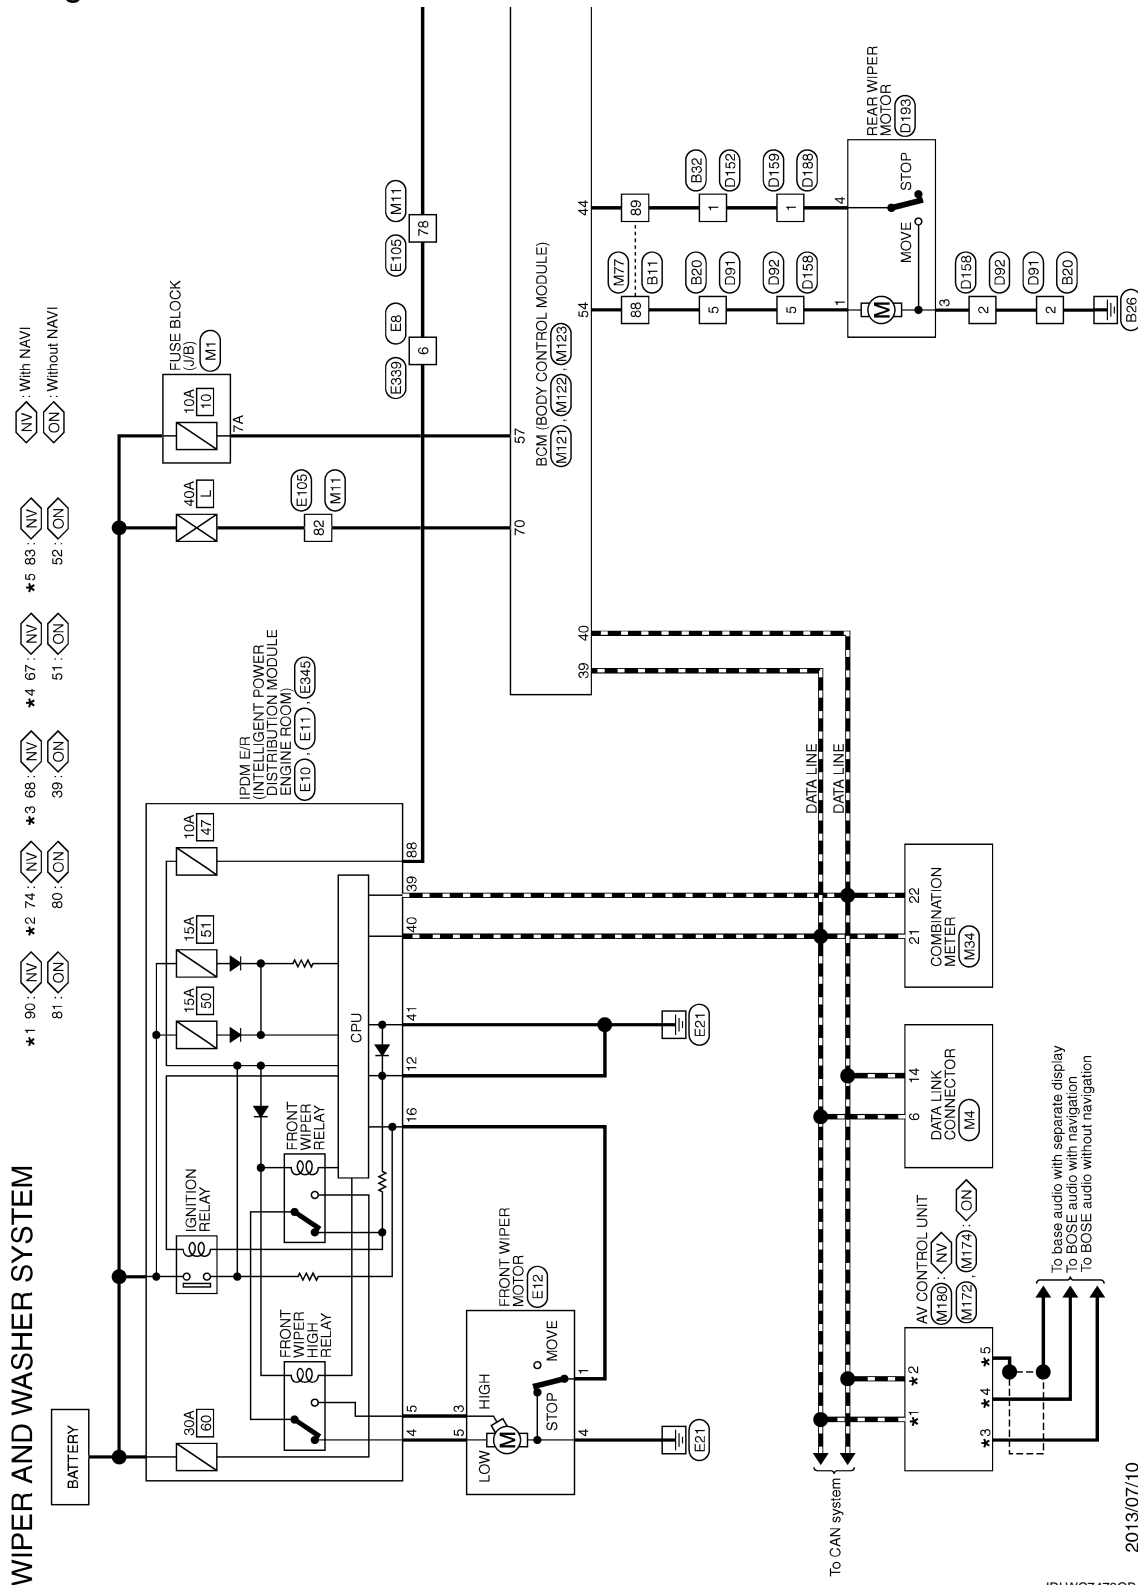 WIPER AND WASHER SYSTEM
*1 90 : NV
81 : ON
*2 74 : NV
80 : ON
*3 68 : NV
39 : ON
*4 67 : NV
51 : ON
*5 83 : NV
52 : ON
NV : With NAVI
ON : Without NAVI
BATTERY
30A
60
IGNITION
RELAY
FRONT
WIPER
HIGH
RELAY
FRONT
WIPER
RELAY
15A
50
15A
51
10A
47
CPU
IPDM E/R
(INTELLIGENT POWER
DISTRIBUTION MODULE
ENGINE ROOM)
E10 , E11 , E345
4
5
16
12
41
40
39
88
40A
L
82
E105
M11
FUSE BLOCK
(J/B)
M1
10A
10
7A
E339
E8
6
E105
M11
78
70
57
BCM (BODY CONTROL MODULE)
M121 , M122 , M123
39
40
54
44
FRONT WIPER
MOTOR
E12
5
3
LOW
HIGH
M
STOP
MOVE
4
1
E21
E21
DATA LINE
DATA LINE
88
M77
B11
89
5
B20
D91
1
B32
D152
5
D92
D158
1
D159
D188
REAR WIPER
MOTOR
D193
1
4
M
MOVE
STOP
3
2
D158
D92
2
D91
B20
B26
To CAN system
*1
*2
AV CONTROL UNIT
M180 : NV
M172 , M174 : ON
*3
*4
*5
To base audio with separate display
To BOSE audio with navigation
To BOSE audio without navigation
6
14
DATA LINK
CONNECTOR
M4
21
22
COMBINATION
METER
M34
2013/07/10